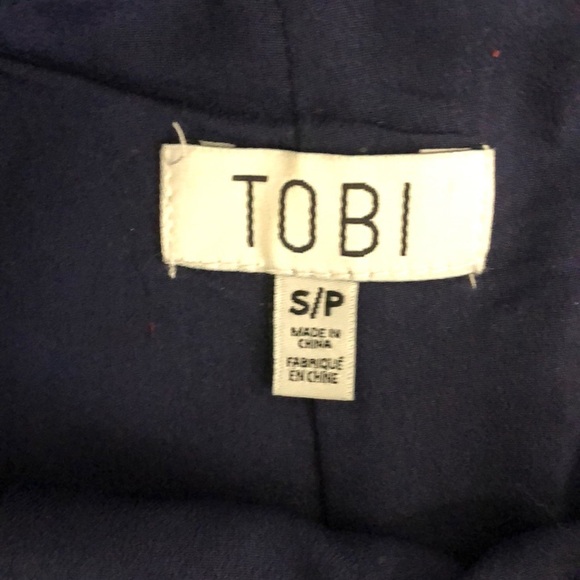 TOBI
S/P
MADE IN
CHINA
FABRIQUÉ
EN CHINE